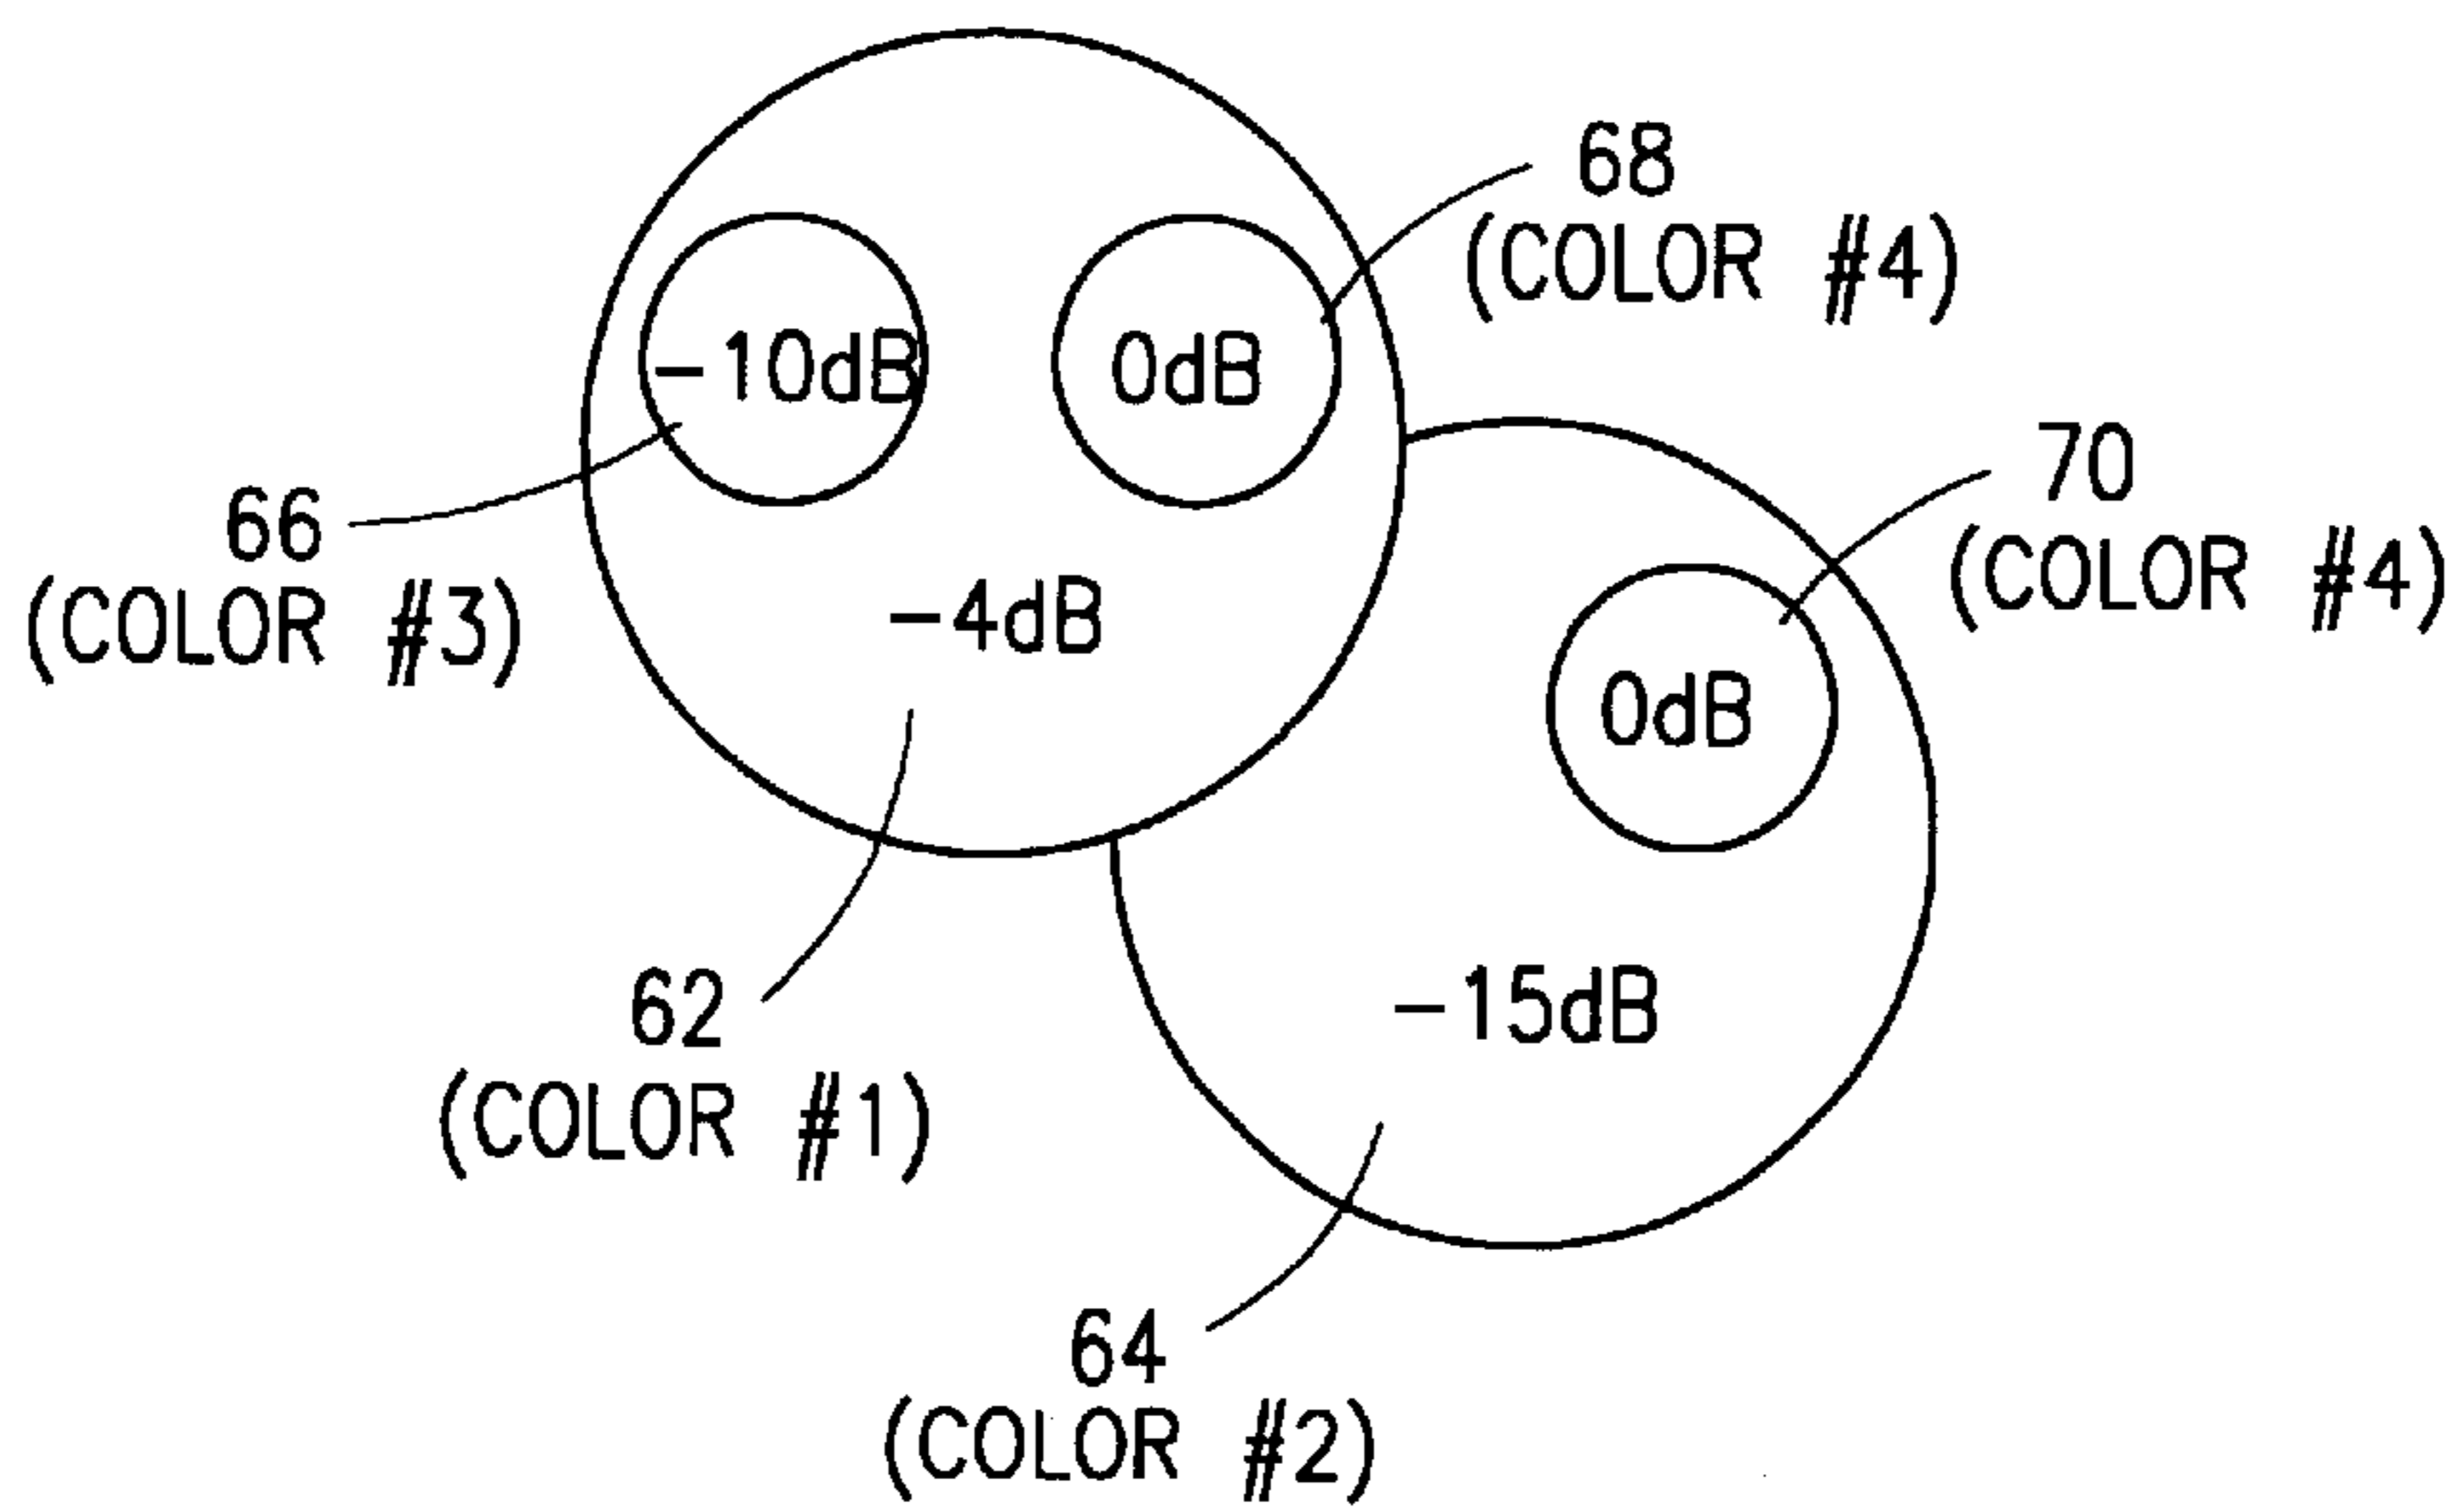 68
(COLOR #4)
-10dB
0dB
70
(COLOR #4)
66
(COLOR #3)
-4dB
0dB
62
(COLOR #1)
-15dB
64
(COLOR #2)